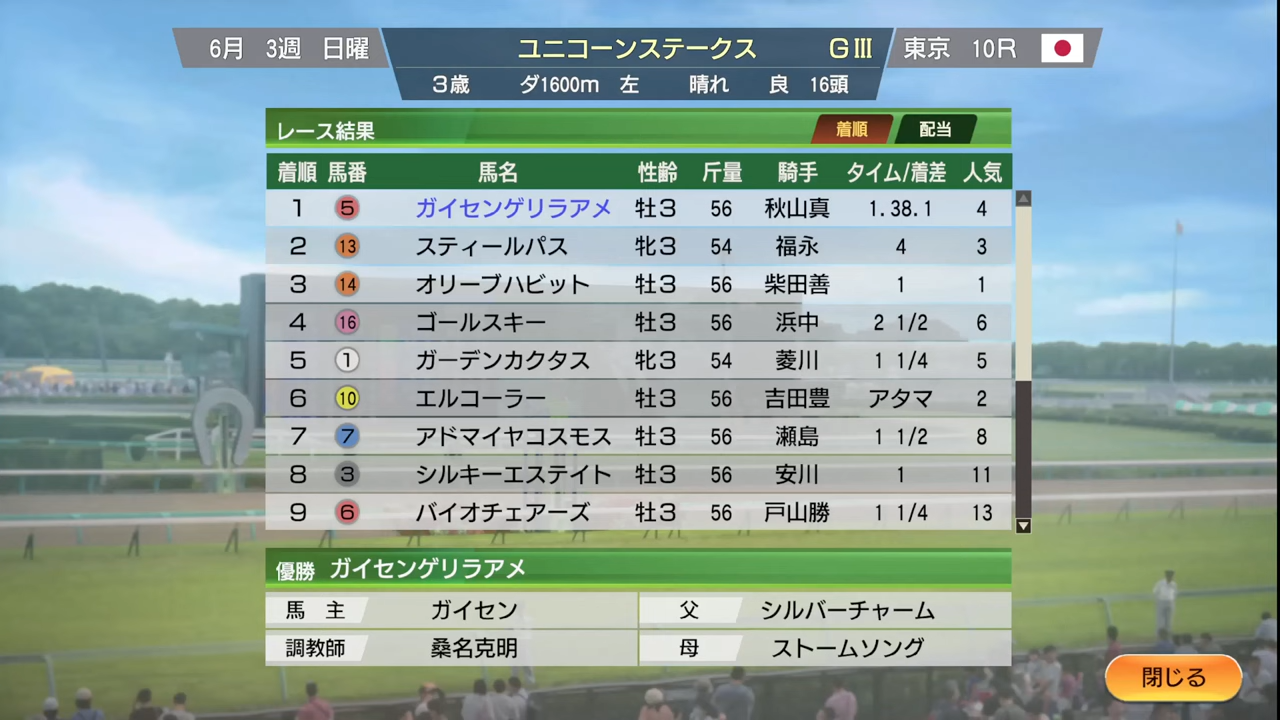 6月 3週 日曜 ユニコーンステークス GⅢ 東京 10R
3歳 ダ1600m 左 晴れ 良 16頭
レース結果 着順 配当
着順 馬番 馬名 性齢 斤量 騎手 タイム/着差 人気
1 5 ガイセンゲリラアメ 牡3 56 秋山真 1.38.1 4
2 13 スティールパス 牝3 54 福永 4 3
3 14 オリーブハビット 牡3 56 柴田善 1 1
4 16 ゴールスキー 牡3 56 浜中 2 1/2 6
5 1 ガーデンカクタス 牝3 54 菱川 1 1/4 5
6 10 エルコーラー 牡3 56 吉田豊 アタマ 2
7 7 アドマイヤコスモス 牡3 56 瀬島 1 1/2 8
8 3 シルキーエステイト 牡3 56 安川 1 11
9 6 バイオチェアーズ 牡3 56 戸山勝 1 1/4 13
優勝 ガイセンゲリラアメ
馬主 ガイセン 父 シルバーチャーム
調教師 桑名克明 母 ストームソング
閉じる